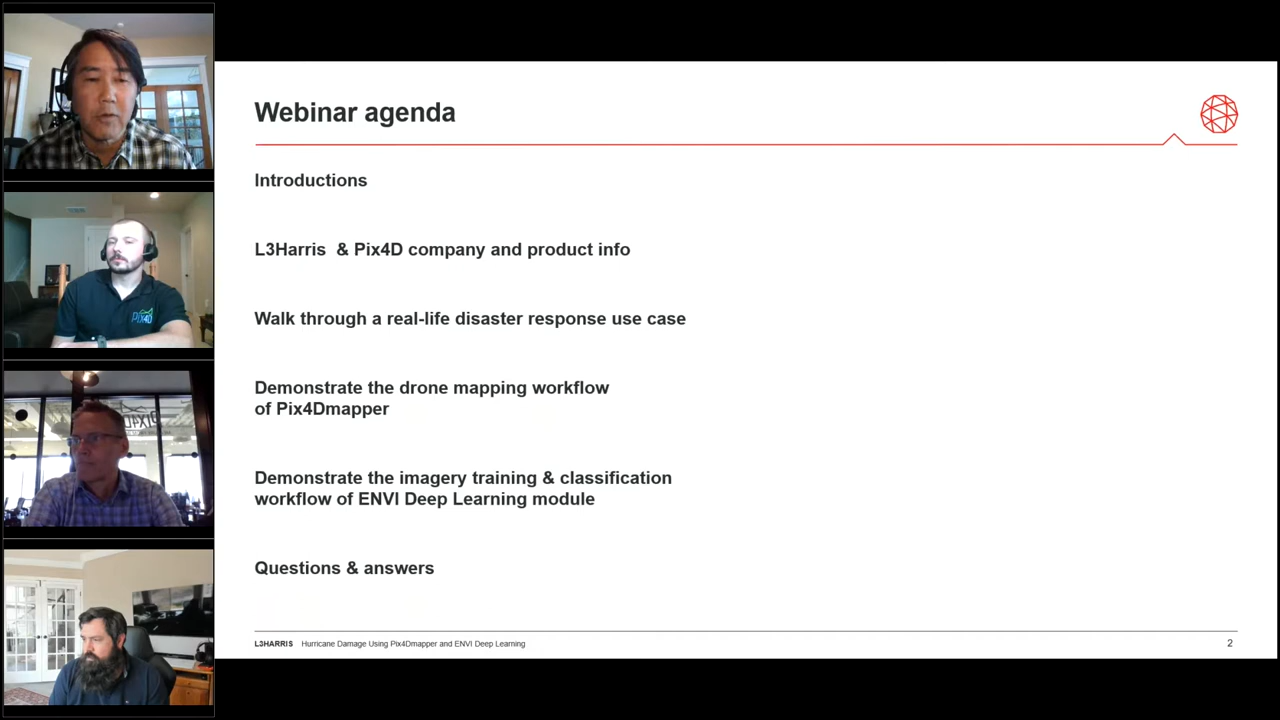 Webinar agenda
Introductions
L3Harris & Pix4D company and product info
Walk through a real-life disaster response use case
Demonstrate the drone mapping workflow
of Pix4Dmapper
Demonstrate the imagery training & classification
workflow of ENVI Deep Learning module
Questions & answers
L3HARRIS Hurricane Damage Using Pix4Dmapper and ENVI Deep Learning
2
PIX4D
PIX4D